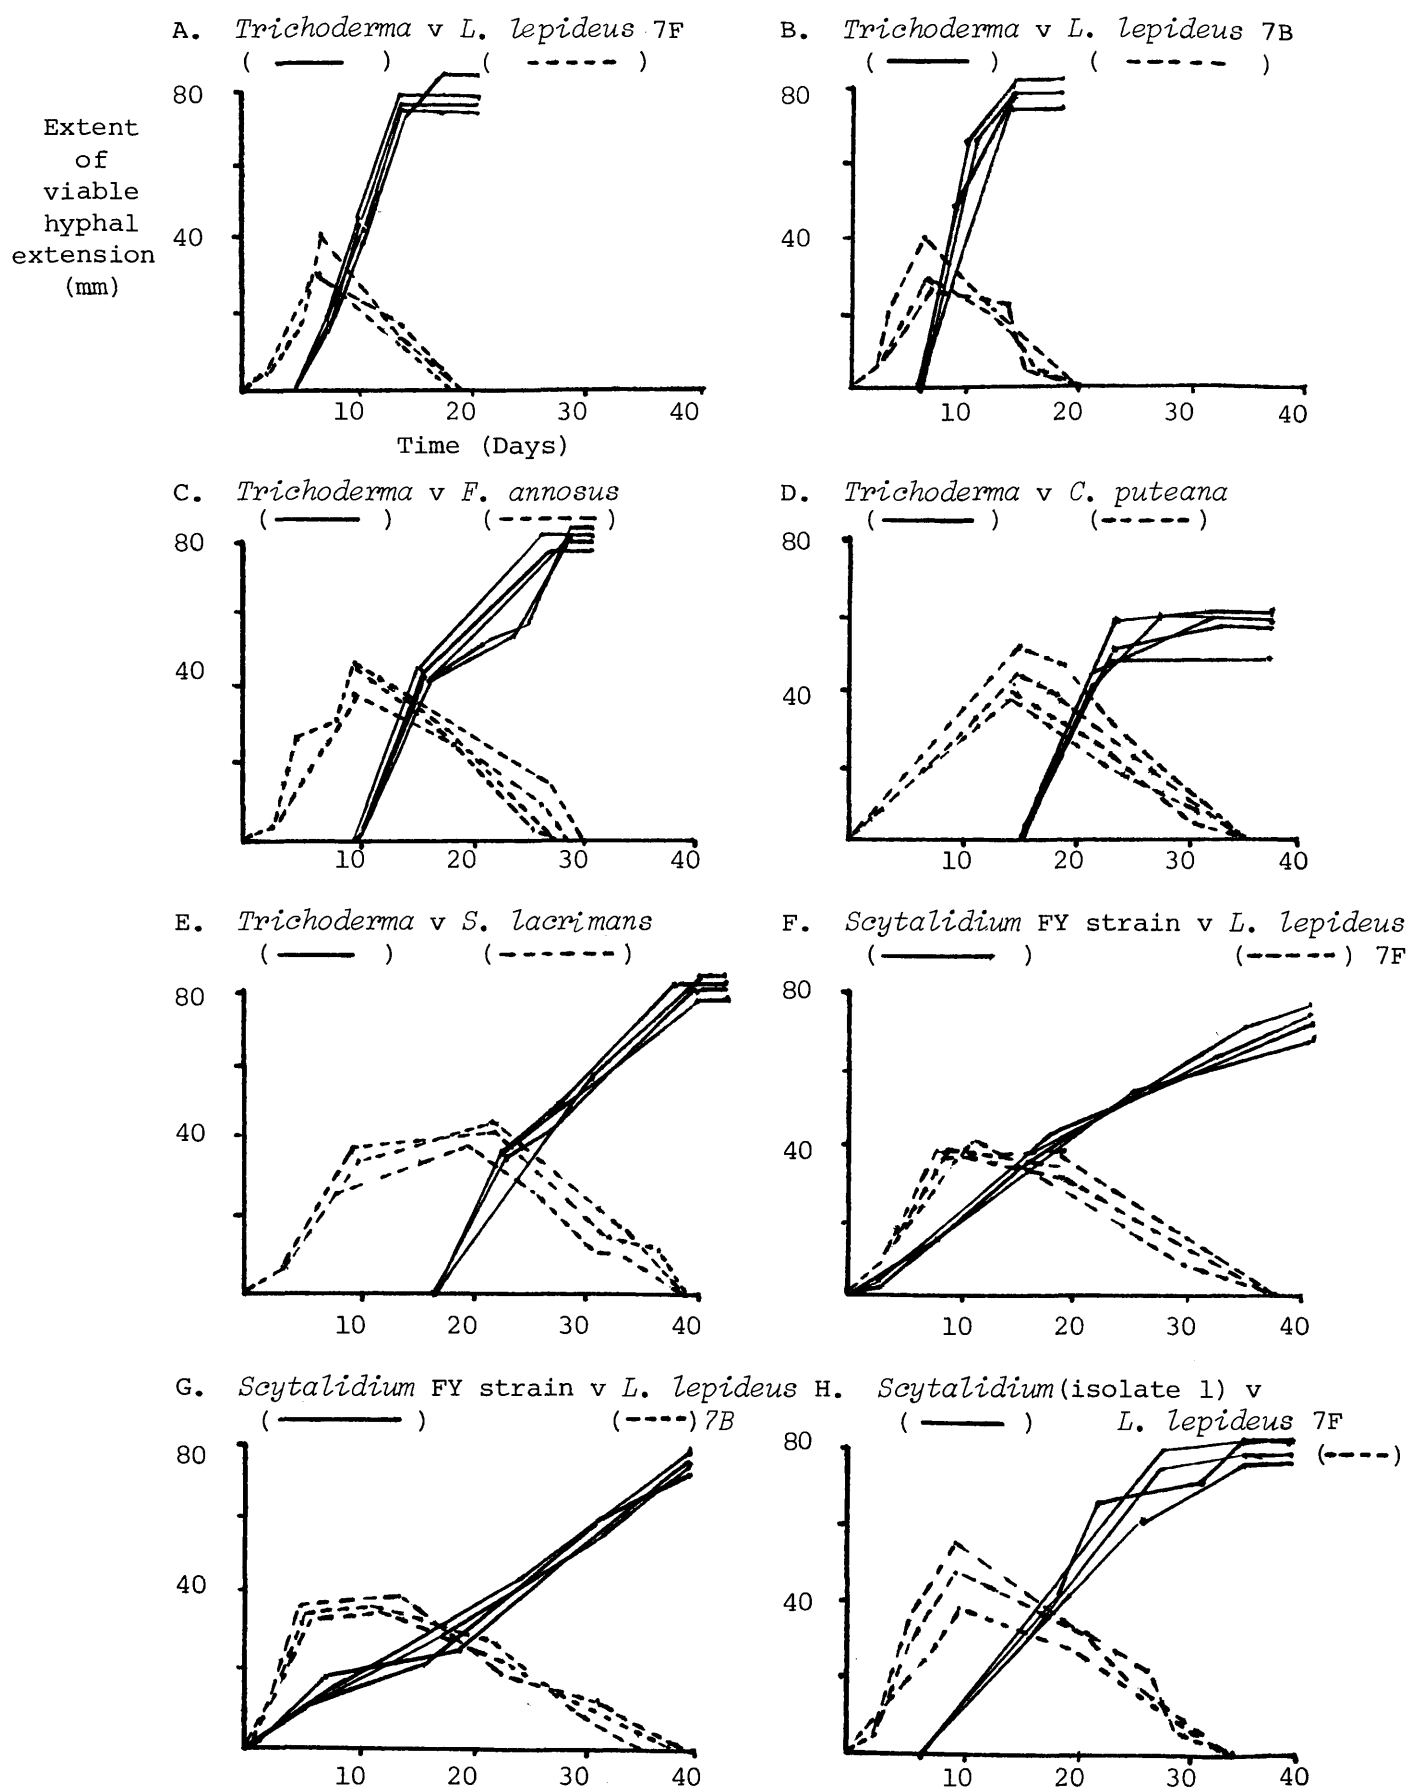 A. Trichoderma v L. lepideus 7F
( ) ( )
B. Trichoderma v L. lepideus 7B
( ) ( )
80
40
Extent
of
viable
hyphal
extension
(mm)
10 20 30 40
Time (Days)
80
40
10 20 30 40
C. Trichoderma v F. annosus
( ) ( )
80
40
10 20 30 40
D. Trichoderma v C. puteana
( ) ( )
80
40
10 20 30 40
E. Trichoderma v S. lacrimans
( ) ( )
80
40
10 20 30 40
F. Scytalidium FY strain v L. lepideus
( ) ( ) 7F
80
40
10 20 30 40
G. Scytalidium FY strain v L. lepideus
( ) ( ) 7B
80
40
10 20 30 40
H. Scytalidium (isolate 1) v
( ) L. lepideus 7F
( )
80
40
10 20 30 40